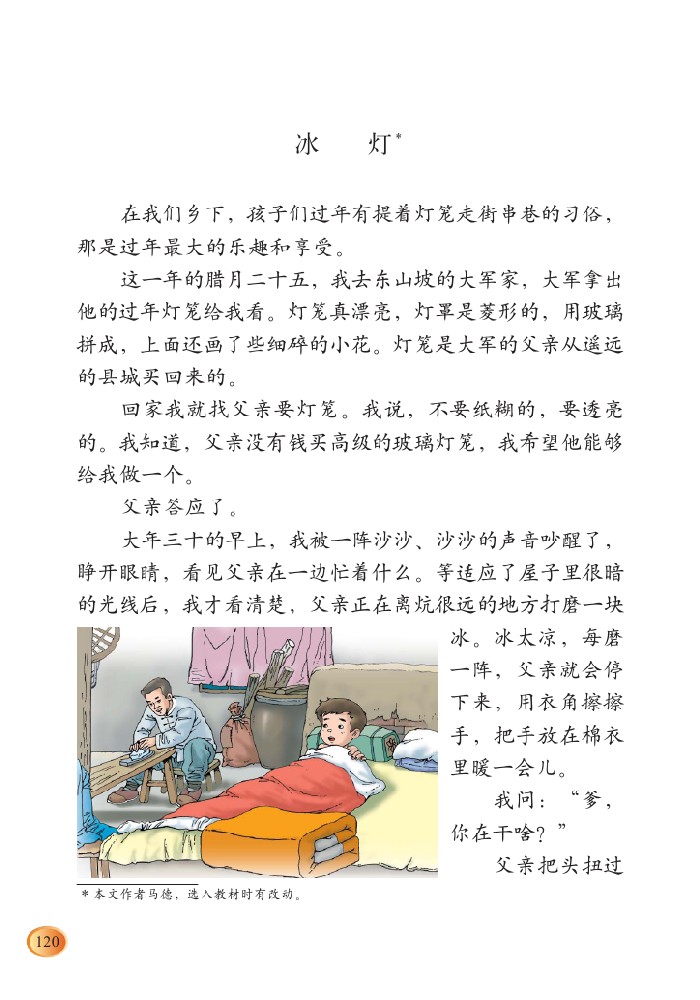 冰 灯*
在我们乡下，孩子们过年有提着灯笼走街串巷的习俗，
那是过年最大的乐趣和享受。
这一年的腊月二十五，我去东山坡的大军家，大军拿出
他的过年灯笼给我看。灯笼真漂亮，灯罩是菱形的，用玻璃
拼成，上面还画了些细碎的小花。灯笼是大军的父亲从遥远
的县城买回来的。
回家我就找父亲要灯笼。我说，不要纸糊的，要透亮
的。我知道，父亲没有钱买高级的玻璃灯笼，我希望他能够
给我做一个。
父亲答应了。
大年三十的早上，我被一阵沙沙、沙沙的声音吵醒了，
睁开眼睛，看见父亲在一边忙着什么。等适应了屋子里很暗
的光线后，我才看清楚，父亲正在离炕很远的地方打磨一块
冰。冰太凉，每磨
一阵，父亲就会停
下来，用衣角擦擦
手，把手放在棉衣
里暖一会儿。
我问：“爹，
你在干啥？”
父亲把头扭过
* 本文作者马德，选入教材时有改动。
120